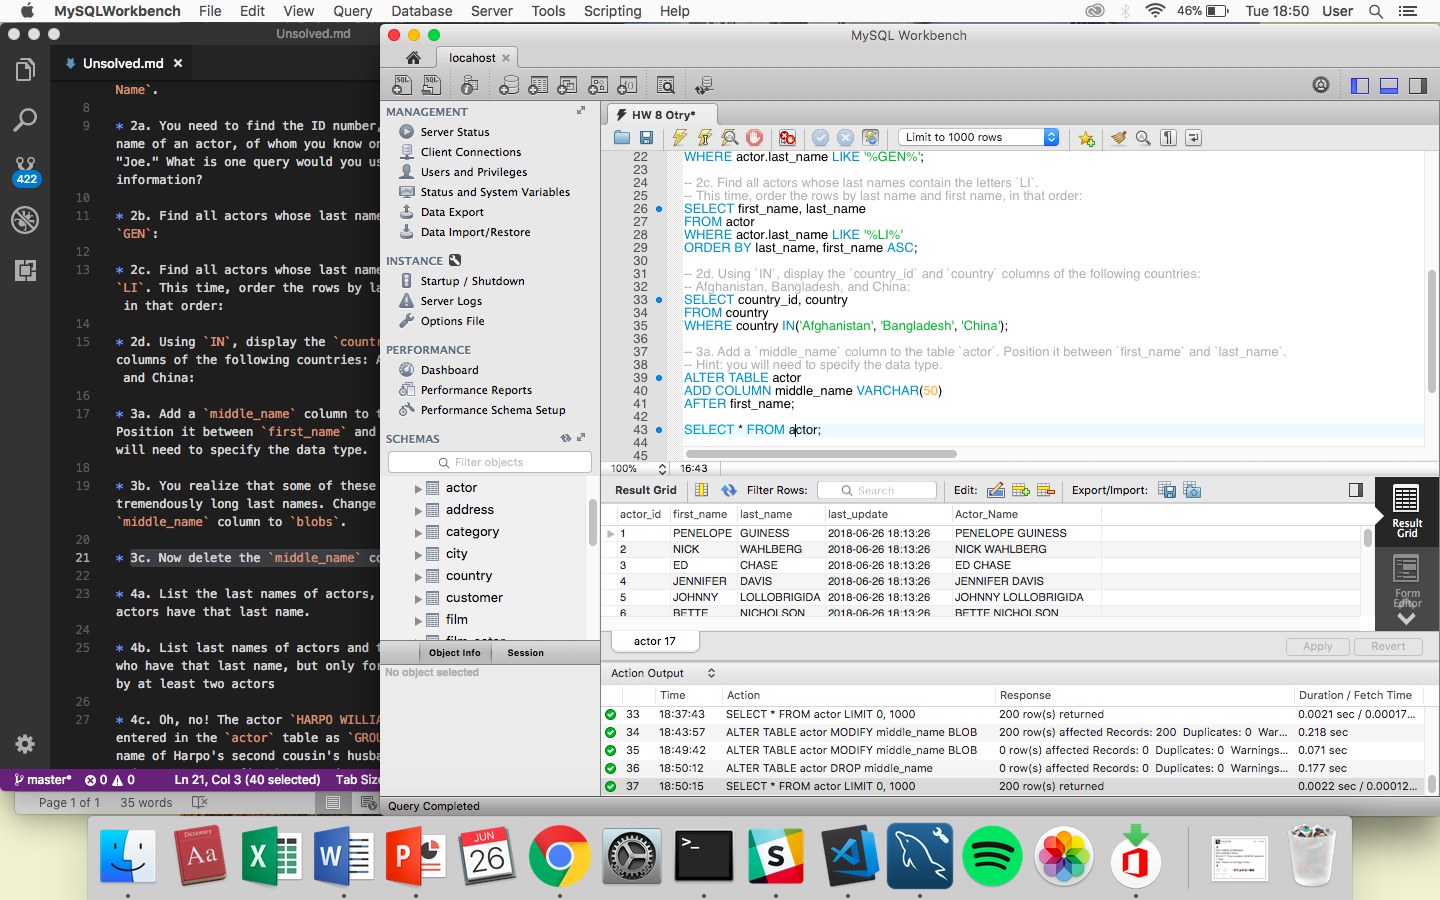 MySQLWorkbench File Edit View Query Database Server Tools Scripting Help 46% Tue 18:50 User
Unsolved.md
Unsolved.md ×
Name`.
8
9 * 2a. You need to find the ID number,
name of an actor, of whom you know on
"Joe." What is one query would you us
information?
10
11 * 2b. Find all actors whose last name
`GEN`:
12
13 * 2c. Find all actors whose last name
`LI`. This time, order the rows by la
in that order:
14
15 * 2d. Using `IN`, display the `countr
columns of the following countries: A
and China:
16
17 * 3a. Add a `middle_name` column to t
Position it between `first_name` and
will need to specify the data type.
18
19 * 3b. You realize that some of these
tremendously long last names. Change
`middle_name` column to `blobs`.
20
21 * 3c. Now delete the `middle_name` co
22
23 * 4a. List the last names of actors,
actors have that last name.
24
25 * 4b. List last names of actors and t
who have that last name, but only for
by at least two actors
26
27 * 4c. Oh, no! The actor `HARPO WILLIA
entered in the `actor` table as `GROU
name of Harpo's second cousin's husba
422
master* 0 0 Ln 21, Col 3 (40 selected) Tab Size
Page 1 of 1 35 words
MySQL Workbench
locahost
MANAGEMENT
Server Status
Client Connections
Users and Privileges
Status and System Variables
Data Export
Data Import/Restore
INSTANCE
Startup / Shutdown
Server Logs
Options File
PERFORMANCE
Dashboard
Performance Reports
Performance Schema Setup
SCHEMAS
Filter objects
actor
address
category
city
country
customer
film
film_actor
Object Info Session
No object selected
Query Completed
HW 8 Otry*
Limit to 1000 rows
22 WHERE actor.last_name LIKE '%GEN%';
23
24 -- 2c. Find all actors whose last names contain the letters `LI`.
25 -- This time, order the rows by last name and first name, in that order:
26 SELECT first_name, last_name
27 FROM actor
28 WHERE actor.last_name LIKE '%LI%'
29 ORDER BY last_name, first_name ASC;
30
31 -- 2d. Using `IN`, display the `country_id` and `country` columns of the following countries:
32 -- Afghanistan, Bangladesh, and China:
33 SELECT country_id, country
34 FROM country
35 WHERE country IN('Afghanistan', 'Bangladesh', 'China');
36
37 -- 3a. Add a `middle_name` column to the table `actor`. Position it between `first_name` and `last_name`.
38 -- Hint: you will need to specify the data type.
39 ALTER TABLE actor
40 ADD COLUMN middle_name VARCHAR(50)
41 AFTER first_name;
42
43 SELECT * FROM actor;
44
45
100% 16:43
Result Grid Filter Rows: Search Edit: Export/Import:
actor_id first_name last_name last_update Actor_Name
1 PENELOPE GUINESS 2018-06-26 18:13:26 PENELOPE GUINESS
2 NICK WAHLBERG 2018-06-26 18:13:26 NICK WAHLBERG
3 ED CHASE 2018-06-26 18:13:26 ED CHASE
4 JENNIFER DAVIS 2018-06-26 18:13:26 JENNIFER DAVIS
5 JOHNNY LOLLOBRIGIDA 2018-06-26 18:13:26 JOHNNY LOLLOBRIGIDA
6 BETTE NICHOLSON 2018-06-26 18:13:26 BETTE NICHOLSON
Result Grid
Form Editor
actor 17
Apply Revert
Action Output
Time Action Response Duration / Fetch Time
33 18:37:43 SELECT * FROM actor LIMIT 0, 1000 200 row(s) returned 0.0021 sec / 0.00017...
34 18:43:57 ALTER TABLE actor MODIFY middle_name BLOB 200 row(s) affected Records: 200 Duplicates: 0 War... 0.218 sec
35 18:49:42 ALTER TABLE actor MODIFY middle_name BLOB 0 row(s) affected Records: 0 Duplicates: 0 Warnings... 0.071 sec
36 18:50:12 ALTER TABLE actor DROP middle_name 0 row(s) affected Records: 0 Duplicates: 0 Warnings... 0.177 sec
37 18:50:15 SELECT * FROM actor LIMIT 0, 1000 200 row(s) returned 0.0022 sec / 0.00012...
Dictionary
Aa
JUN
26